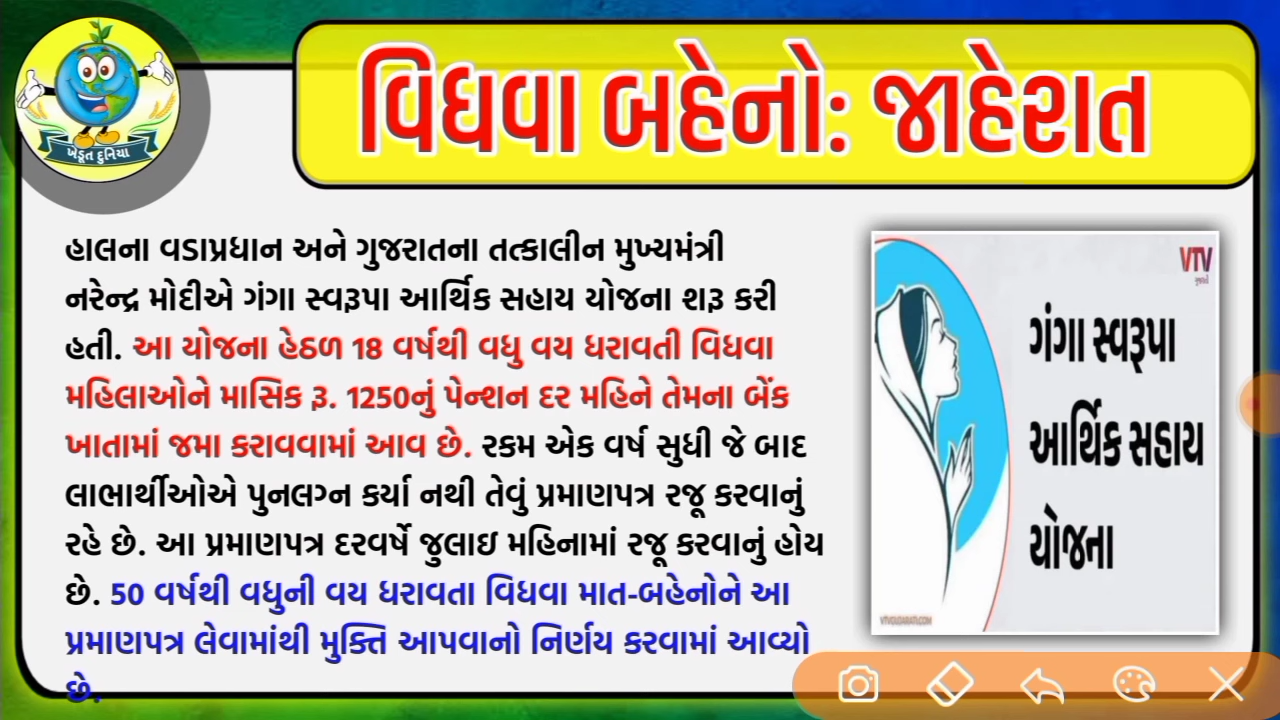 ખેડૂત દુનિયા
વિધવા બહેનો: જાહેરાત
હાલના વડાપ્રધાન અને ગુજરાતના તત્કાલીન મુખ્યમંત્રી
નરેન્દ્ર મોદીએ ગંગા સ્વરૂપા આર્થિક સહાય યોજના શરૂ કરી
હતી. આ યોજના હેઠળ 18 વર્ષથી વધુ વય ધરાવતી વિધવા
મહિલાઓને માસિક રૂ. 1250નું પેન્શન દર મહિને તેમના બેંક
ખાતામાં જમા કરાવવામાં આવ છે. રકમ એક વર્ષ સુધી જે બાદ
લાભાર્થીઓએ પુનલગ્ન કર્યા નથી તેવું પ્રમાણપત્ર રજૂ કરવાનું
રહે છે. આ પ્રમાણપત્ર દરવર્ષે જુલાઇ મહિનામાં રજૂ કરવાનું હોય
છે. 50 વર્ષથી વધુની વય ધરાવતા વિધવા માત-બહેનોને આ
પ્રમાણપત્ર લેવામાંથી મુક્તિ આપવાનો નિર્ણય કરવામાં આવ્યો
છે.
VTV
ગુજરાતી
ગંગા સ્વરૂપા
આર્થિક સહાય
યોજના
VTVGUJARATI.COM